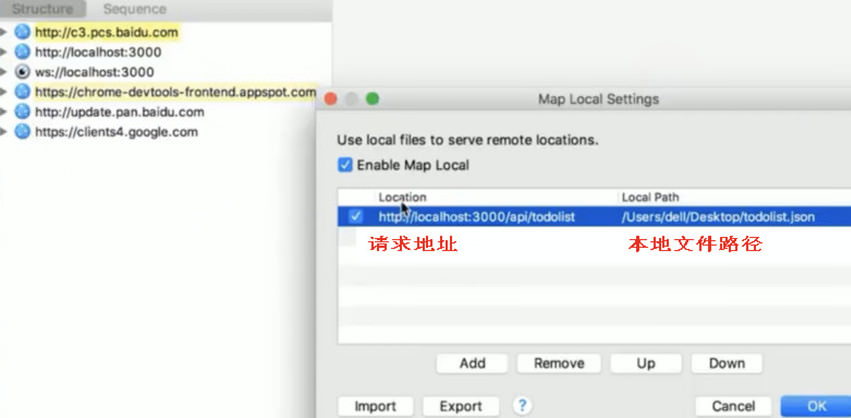 Structure Sequence
http://c3.pcs.baidu.com
http://localhost:3000
ws://localhost:3000
https://chrome-devtools-frontend.appspot.com
http://update.pan.baidu.com
https://clients4.google.com
Map Local Settings
Use local files to serve remote locations.
Enable Map Local
Location Local Path
http://localhost:3000/api/todolist /Users/dell/Desktop/todolist.json
请求地址 本地文件路径
Add Remove Up Down
Import Export ? Cancel OK